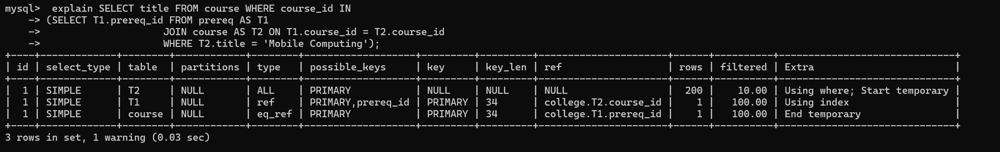 mysql>  explain SELECT title FROM course WHERE course_id IN
    -> (SELECT T1.prereq_id FROM prereq AS T1
    ->                     JOIN course AS T2 ON T1.course_id = T2.course_id
    ->                     WHERE T2.title = 'Mobile Computing');
+----+-------------+--------+------------+--------+-------------------+---------+---------+----------------------+------+----------+------------------------------+
| id | select_type | table  | partitions | type   | possible_keys     | key     | key_len | ref                  | rows | filtered | Extra                        |
+----+-------------+--------+------------+--------+-------------------+---------+---------+----------------------+------+----------+------------------------------+
|  1 | SIMPLE      | T2     | NULL       | ALL    | PRIMARY           | NULL    | NULL    | NULL                 |  200 |    10.00 | Using where; Start temporary |
|  1 | SIMPLE      | T1     | NULL       | ref    | PRIMARY,prereq_id | PRIMARY | 34      | college.T2.course_id |    1 |   100.00 | Using index                  |
|  1 | SIMPLE      | course | NULL       | eq_ref | PRIMARY           | PRIMARY | 34      | college.T1.prereq_id |    1 |   100.00 | End temporary                |
+----+-------------+--------+------------+--------+-------------------+---------+---------+----------------------+------+----------+------------------------------+
3 rows in set, 1 warning (0.03 sec)